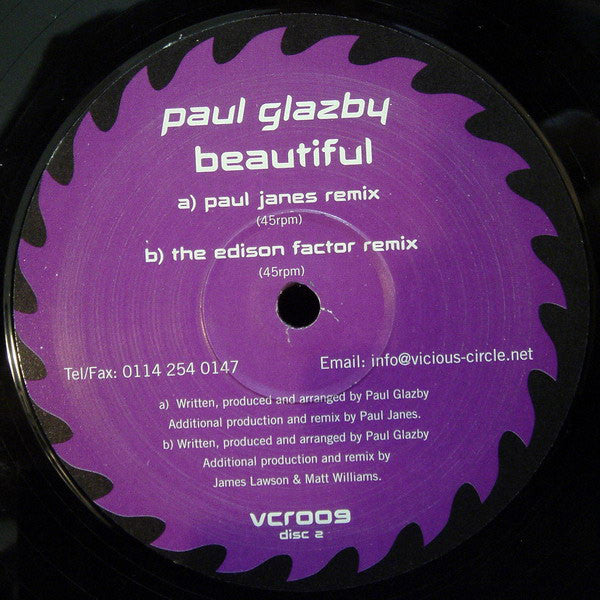 paul glazby
beautiful
a) paul janes remix
(45rpm)
b) the edison factor remix
(45rpm)
Tel/Fax: 0114 254 0147
Email: info@vicious-circle.net
a) Written, produced and arranged by Paul Glazby
Additional production and remix by Paul Janes.
b) Written, produced and arranged by Paul Glazby
Additional production and remix by
James Lawson & Matt Williams.
vcr009
disc 2